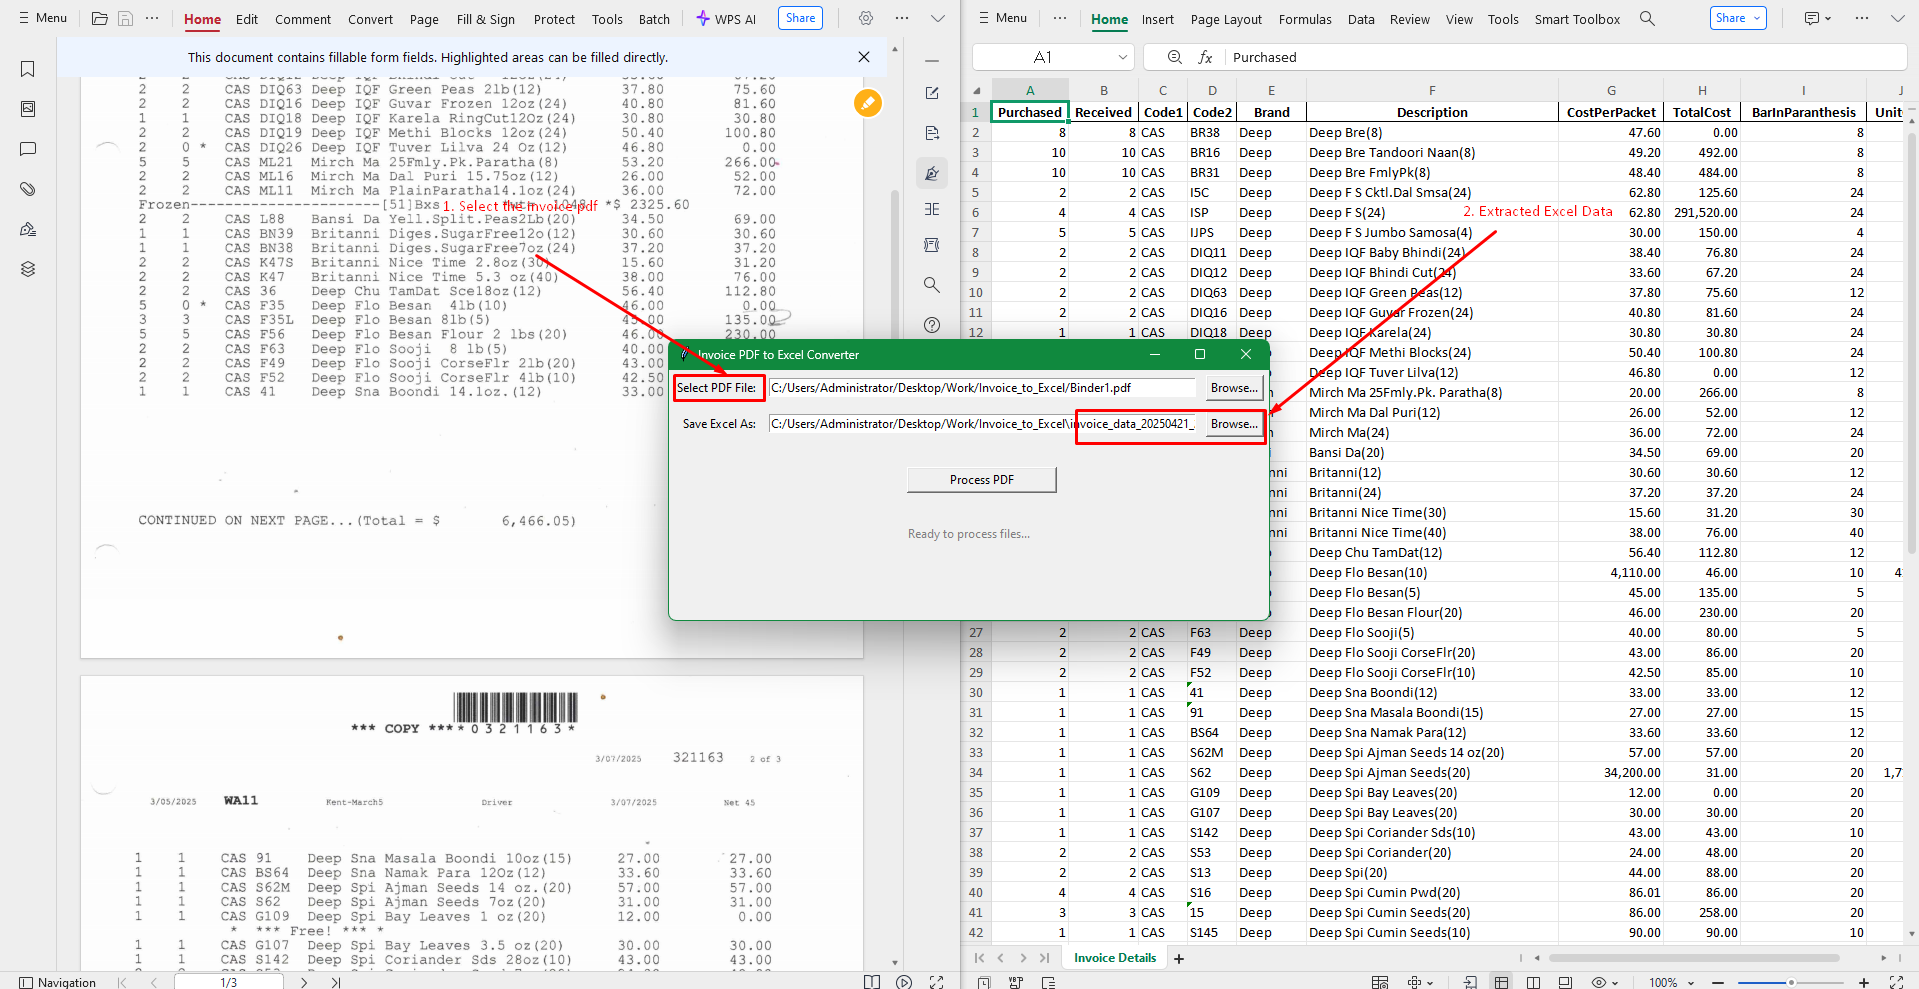 Menu Home Edit Comment Convert Page Fill & Sign Protect Tools Batch WPS AI Share
This document contains fillable form fields. Highlighted areas can be filled directly.
2 2 CAS DIQ63 Deep IQF Green Peas 2lb(12) 37.80 75.60
2 2 CAS DIQ16 Deep IQF Guvar Frozen 12oz(24) 40.80 81.60
1 1 CAS DIQ18 Deep IQF Karela RingCut12Oz(24) 30.80 30.80
2 2 CAS DIQ19 Deep IQF Methi Blocks 12oz(24) 50.40 100.80
2 0 * CAS DIQ26 Deep IQF Tuver Lilva 24 Oz(12) 46.80 0.00
5 5 CAS ML21 Mirch Ma 25Fmly.Pk.Paratha(8) 53.20 266.00
2 2 CAS ML16 Mirch Ma Dal Puri 15.75oz(12) 26.00 52.00
2 2 CAS ML11 Mirch Ma PlainParatha14.1oz(24) 36.00 72.00
Frozen----------------------[51]Bxs 1048 *$ 2325.60
1. Select the Invoice pdf
2 2 CAS L88 Bansi Da Yell.Split.Peas2Lb(20) 34.50 69.00
1 1 CAS BN39 Britanni Diges.SugarFree12o(12) 30.60 30.60
1 1 CAS BN38 Britanni Diges.SugarFree7oz(24) 37.20 37.20
2 2 CAS K47S Britanni Nice Time 2.8oz(30) 15.60 31.20
2 2 CAS K47 Britanni Nice Time 5.3 oz(40) 38.00 76.00
2 2 CAS 36 Deep Chu TamDat Sce18oz(12) 56.40 112.80
5 0 * CAS F35 Deep Flo Besan 4lb(10) 46.00 0.00
3 3 CAS F35L Deep Flo Besan 8lb(5) 45.00 135.00
5 5 CAS F56 Deep Flo Besan Flour 2 lbs(20) 46.00 230.00
2 2 CAS F63 Deep Flo Sooji 8 lb(5) 40.00
2 2 CAS F49 Deep Flo Sooji CorseFlr 2lb(20) 43.00
2 2 CAS F52 Deep Flo Sooji CorseFlr 4lb(10) 42.50
1 1 CAS 41 Deep Sna Boondi 14.1oz.(12) 33.00
CONTINUED ON NEXT PAGE...(Total = $ 6,466.05)
*** COPY *** *0321163*
3/07/2025 321163 2 of 3
3/05/2025 WA11 Kent-March5 Driver 3/07/2025 Net 45
1 1 CAS 91 Deep Sna Masala Boondi 10oz(15) 27.00 27.00
1 1 CAS BS64 Deep Sna Namak Para 12Oz(12) 33.60 33.60
1 1 CAS S62M Deep Spi Ajman Seeds 14 oz.(20) 57.00 57.00
1 1 CAS S62 Deep Spi Ajman Seeds 7oz(20) 31.00 31.00
1 1 CAS G109 Deep Spi Bay Leaves 1 oz(20) 12.00 0.00
* *** Free! *** *
1 1 CAS G107 Deep Spi Bay Leaves 3.5 oz(20) 30.00 30.00
1 1 CAS S142 Deep Spi Coriander Sds 28oz(10) 43.00 43.00
Navigation 1/3
Invoice PDF to Excel Converter
Select PDF File: C:/Users/Administrator/Desktop/Work/Invoice_to_Excel/Binder1.pdf Browse...
Save Excel As: C:/Users/Administrator/Desktop/Work/Invoice_to_Excel\invoice_data_20250421_ Browse...
Process PDF
Ready to process files...
Menu Home Insert Page Layout Formulas Data Review View Tools Smart Toolbox Share
A1 fx Purchased
A B C D E F G H I J
1 Purchased Received Code1 Code2 Brand Description CostPerPacket TotalCost BarInParanthesis Unit
2 8 8 CAS BR38 Deep Deep Bre(8) 47.60 0.00 8
3 10 10 CAS BR16 Deep Deep Bre Tandoori Naan(8) 49.20 492.00 8
4 10 10 CAS BR31 Deep Deep Bre FmlyPk(8) 48.40 484.00 8
5 2 2 CAS I5C Deep Deep F S Cktl.Dal Smsa(24) 62.80 125.60 24
6 4 4 CAS ISP Deep Deep F S(24) 62.80 291,520.00 24
2. Extracted Excel Data
7 5 5 CAS IJPS Deep Deep F S Jumbo Samosa(4) 30.00 150.00 4
8 2 2 CAS DIQ11 Deep Deep IQF Baby Bhindi(24) 38.40 76.80 24
9 2 2 CAS DIQ12 Deep Deep IQF Bhindi Cut(24) 33.60 67.20 24
10 2 2 CAS DIQ63 Deep Deep IQF Green Peas(12) 37.80 75.60 12
11 2 2 CAS DIQ16 Deep Deep IQF Guvar Frozen(24) 40.80 81.60 24
12 1 1 CAS DIQ18 Deep Deep IQF Karela(24) 30.80 30.80 24
Deep IQF Methi Blocks(24) 50.40 100.80 24
Deep IQF Tuver Lilva(12) 46.80 0.00 12
Mirch Ma 25Fmly.Pk. Paratha(8) 20.00 266.00 8
Mirch Ma Dal Puri(12) 26.00 52.00 12
Mirch Ma(24) 36.00 72.00 24
Bansi Da(20) 34.50 69.00 20
nni Britanni(12) 30.60 30.60 12
nni Britanni(24) 37.20 37.20 24
nni Britanni Nice Time(30) 15.60 31.20 30
nni Britanni Nice Time(40) 38.00 76.00 40
Deep Chu TamDat(12) 56.40 112.80 12
Deep Flo Besan(10) 4,110.00 46.00 10 4
Deep Flo Besan(5) 45.00 135.00 5
Deep Flo Besan Flour(20) 46.00 230.00 20
27 2 2 CAS F63 Deep Deep Flo Sooji(5) 40.00 80.00 5
28 2 2 CAS F49 Deep Deep Flo Sooji CorseFlr(20) 43.00 86.00 20
29 2 2 CAS F52 Deep Deep Flo Sooji CorseFlr(10) 42.50 85.00 10
30 1 1 CAS 41 Deep Deep Sna Boondi(12) 33.00 33.00 12
31 1 1 CAS 91 Deep Deep Sna Masala Boondi(15) 27.00 27.00 15
32 1 1 CAS BS64 Deep Deep Sna Namak Para(12) 33.60 33.60 12
33 1 1 CAS S62M Deep Deep Spi Ajman Seeds 14 oz(20) 57.00 57.00 20
34 1 1 CAS S62 Deep Deep Spi Ajman Seeds(20) 34,200.00 31.00 20 1,7
35 1 1 CAS G109 Deep Deep Spi Bay Leaves(20) 12.00 0.00 20
36 1 1 CAS G107 Deep Deep Spi Bay Leaves(20) 30.00 30.00 20
37 1 1 CAS S142 Deep Deep Spi Coriander Sds(10) 43.00 43.00 10
38 2 2 CAS S53 Deep Deep Spi Coriander(20) 24.00 48.00 20
39 2 2 CAS S13 Deep Deep Spi(20) 44.00 88.00 20
40 4 4 CAS S16 Deep Deep Spi Cumin Pwd(20) 86.01 86.00 20
41 3 3 CAS 15 Deep Deep Spi Cumin Seeds(20) 86.00 258.00 20
42 1 1 CAS S145 Deep Deep Spi Cumin Seeds(10) 90.00 90.00 10
Invoice Details
100%